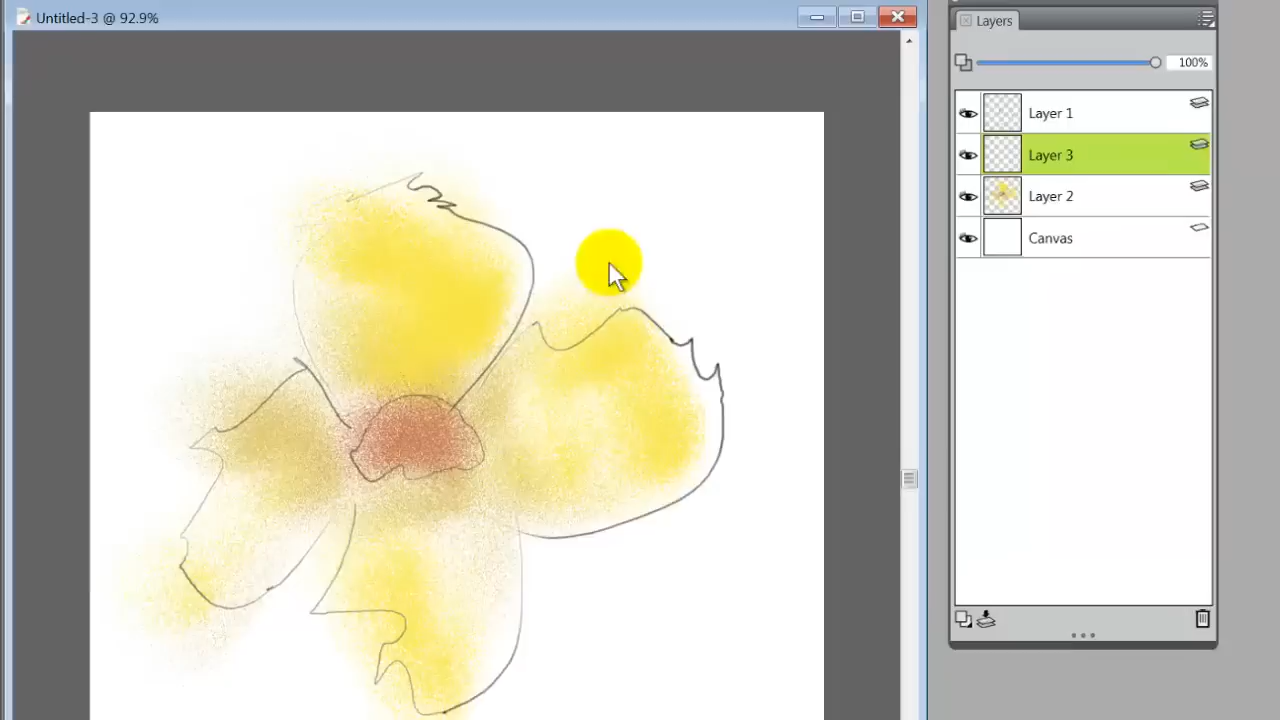 Untitled-3 @ 92.9%
Layers
100%
Layer 1
Layer 3
Layer 2
Canvas